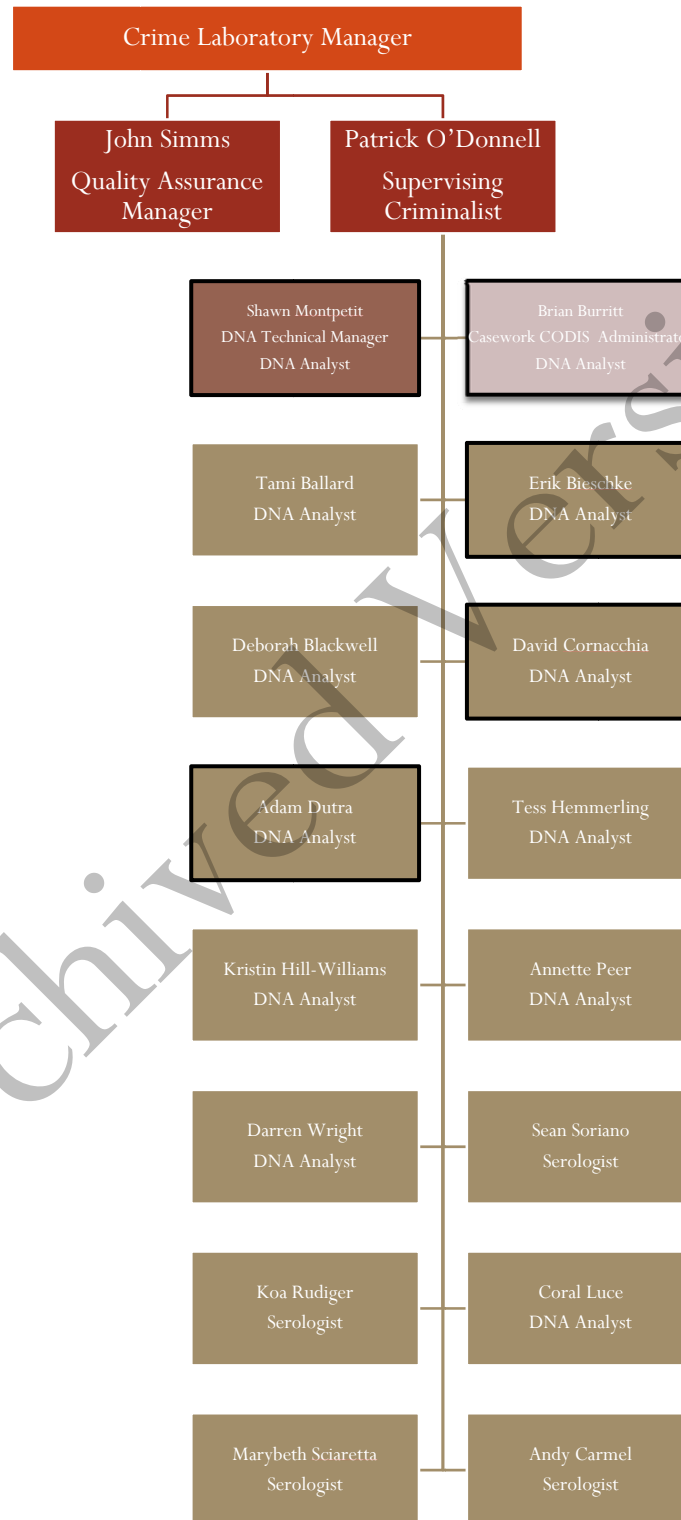 Crime Laboratory Manager
John Simms
Quality Assurance
Manager
Patrick O’Donnell
Supervising
Criminalist
Shawn Montpetit
DNA Technical Manager
DNA Analyst
Brian Burritt
Casework CODIS Administrat
DNA Analyst
Tami Ballard
DNA Analyst
Erik Bieschke
DNA Analyst
Deborah Blackwell
DNA Analyst
David Cornacchia
DNA Analyst
Adam Dutra
DNA Analyst
Tess Hemmerling
DNA Analyst
Kristin Hill-Williams
DNA Analyst
Annette Peer
DNA Analyst
Darren Wright
DNA Analyst
Sean Soriano
Serologist
Koa Rudiger
Serologist
Coral Luce
DNA Analyst
Marybeth Sciaretta
Serologist
Andy Carmel
Serologist
chived Versi